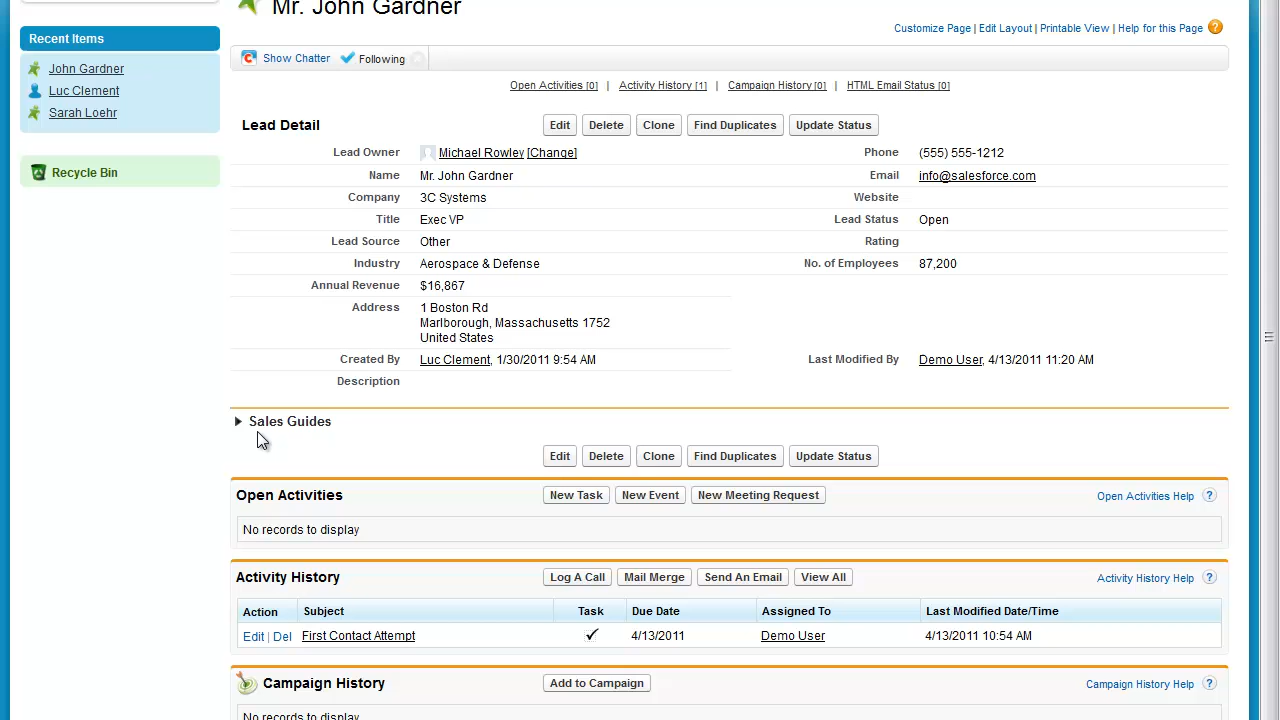 Mr. John Gardner
Customize Page | Edit Layout | Printable View | Help for this Page ?
Recent Items
John Gardner
Luc Clement
Sarah Loehr
Recycle Bin
C Show Chatter Following
Open Activities [0] | Activity History [1] | Campaign History [0] | HTML Email Status [0]
Lead Detail Edit Delete Clone Find Duplicates Update Status
Lead Owner Michael Rowley [Change] Phone (555) 555-1212
Name Mr. John Gardner Email info@salesforce.com
Company 3C Systems Website
Title Exec VP Lead Status Open
Lead Source Other Rating
Industry Aerospace & Defense No. of Employees 87,200
Annual Revenue $16,867
Address 1 Boston Rd
Marlborough, Massachusetts 1752
United States
Created By Luc Clement, 1/30/2011 9:54 AM Last Modified By Demo User, 4/13/2011 11:20 AM
Description
Sales Guides
Edit Delete Clone Find Duplicates Update Status
Open Activities New Task New Event New Meeting Request Open Activities Help ?
No records to display
Activity History Log A Call Mail Merge Send An Email View All Activity History Help ?
Action Subject Task Due Date Assigned To Last Modified Date/Time
Edit | Del First Contact Attempt 4/13/2011 Demo User 4/13/2011 10:54 AM
Campaign History Add to Campaign Campaign History Help ?
No records to display